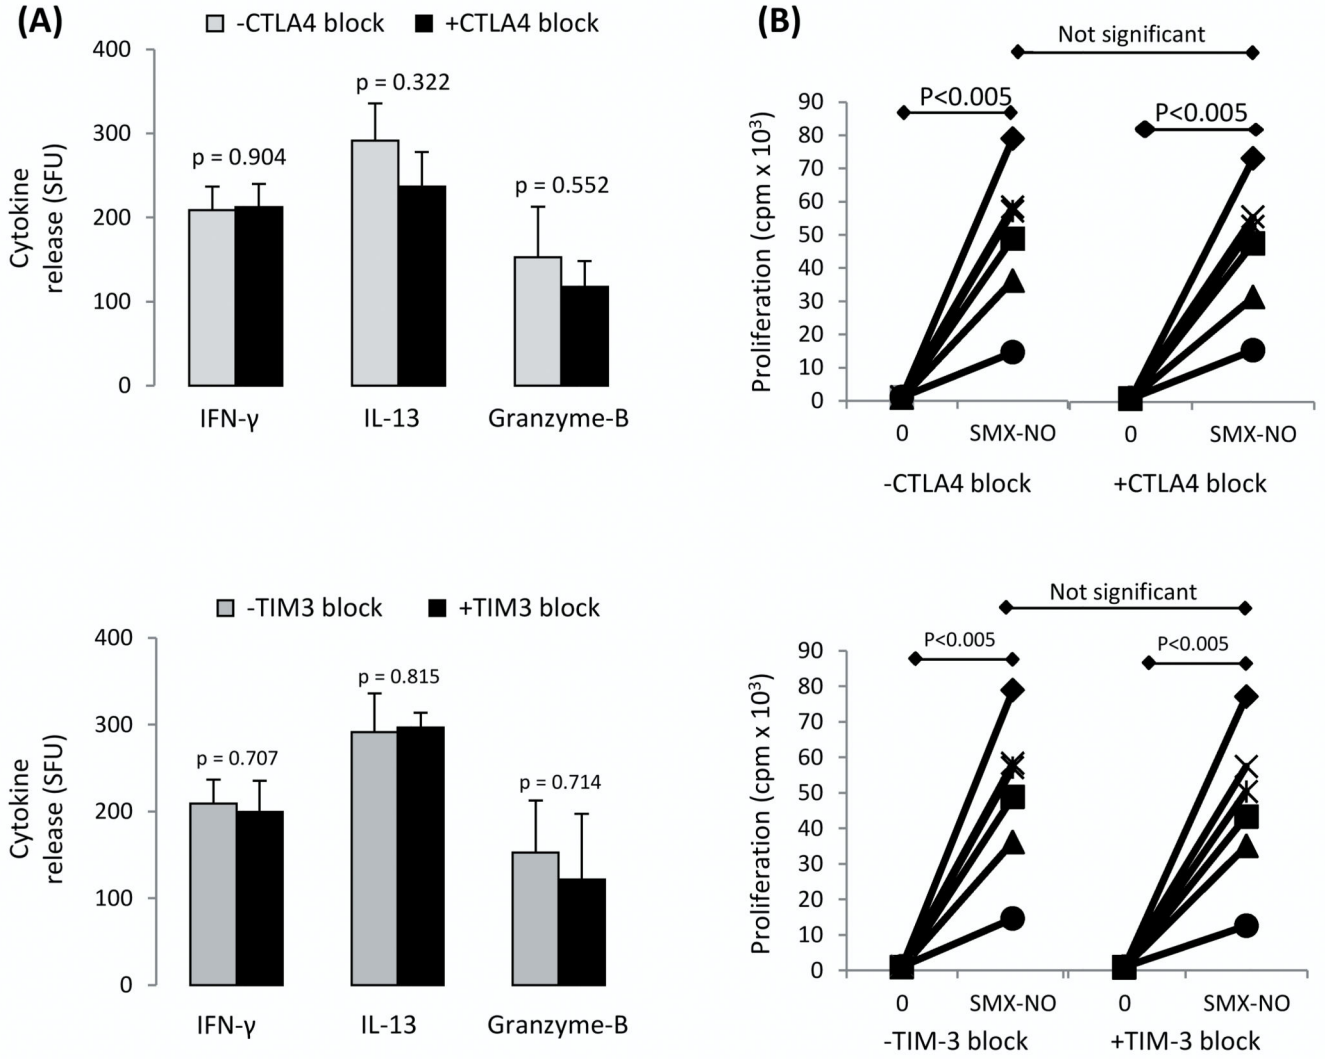 (A)
-CTLA4 block
+CTLA4 block
Cytokine
release (SFU)
400
300
200
100
0
p = 0.904
p = 0.322
p = 0.552
IFN-γ
IL-13
Granzyme-B
(B)
Not significant
P<0.005
P<0.005
Proliferation (cpm x 10³)
90
80
70
60
50
40
30
20
10
0
0
SMX-NO
0
SMX-NO
-CTLA4 block
+CTLA4 block
-TIM3 block
+TIM3 block
Cytokine
release (SFU)
400
300
200
100
0
p = 0.707
p = 0.815
p = 0.714
IFN-γ
IL-13
Granzyme-B
Not significant
P<0.005
P<0.005
Proliferation (cpm x 10³)
90
80
70
60
50
40
30
20
10
0
0
SMX-NO
0
SMX-NO
-TIM-3 block
+TIM-3 block